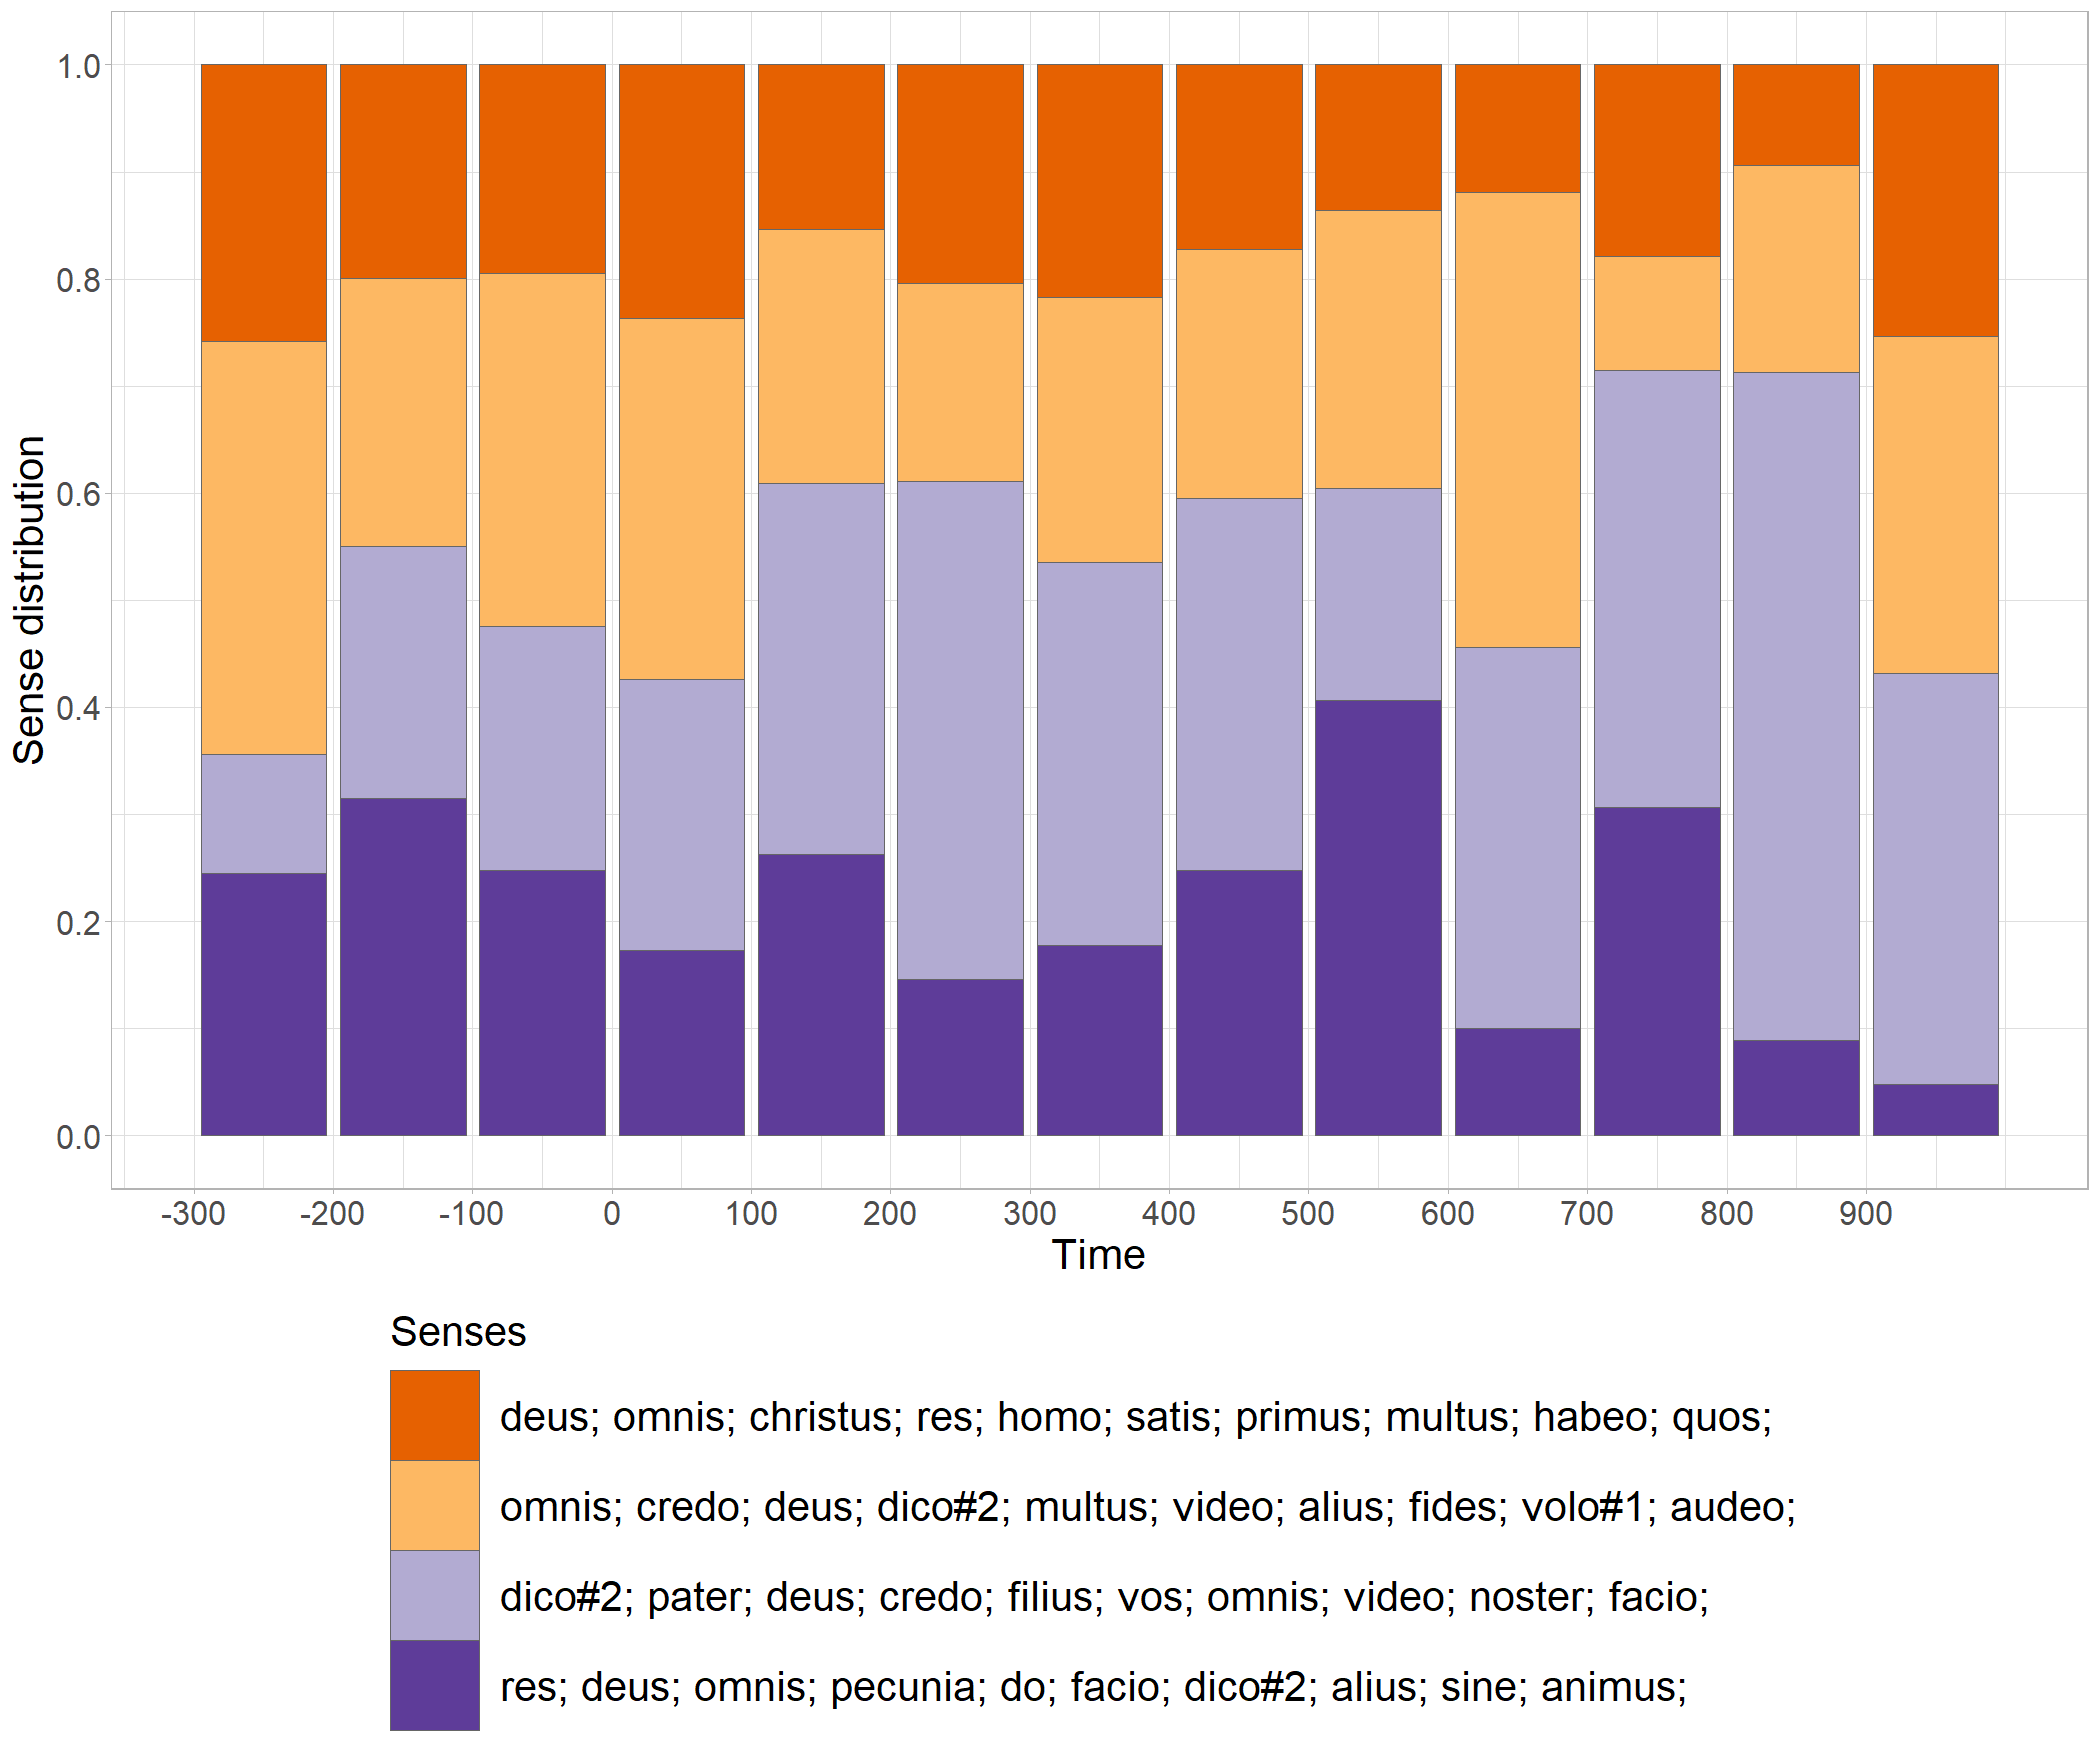 1.0
0.8
0.6
0.4
0.2
0.0
Sense distribution
-300 -200 -100 0 100 200 300 400 500 600 700 800 900
Time
Senses
deus; omnis; christus; res; homo; satis; primus; multus; habeo; quos;
omnis; credo; deus; dico#2; multus; video; alius; fides; volo#1; audeo;
dico#2; pater; deus; credo; filius; vos; omnis; video; noster; facio;
res; deus; omnis; pecunia; do; facio; dico#2; alius; sine; animus;